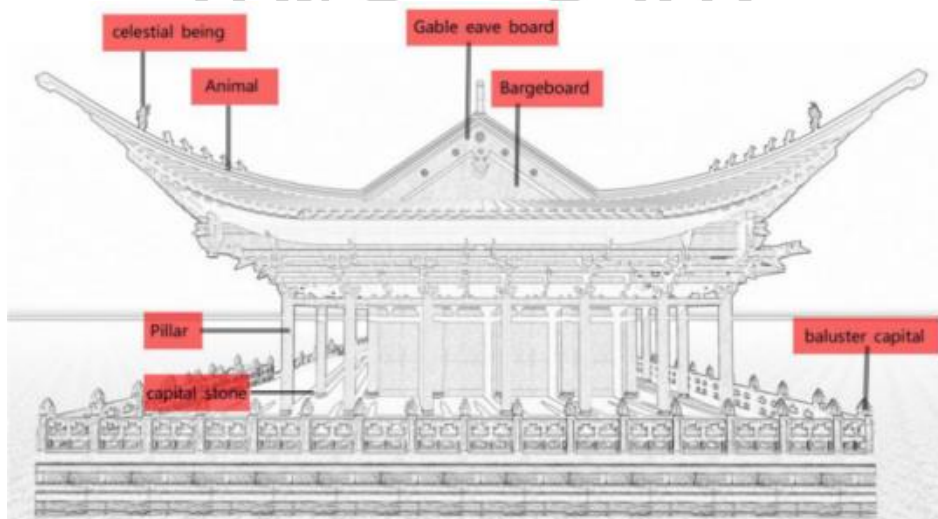 celestial being
Gable eave board
Animal
Bargeboard
Pillar
baluster capital
capital stone